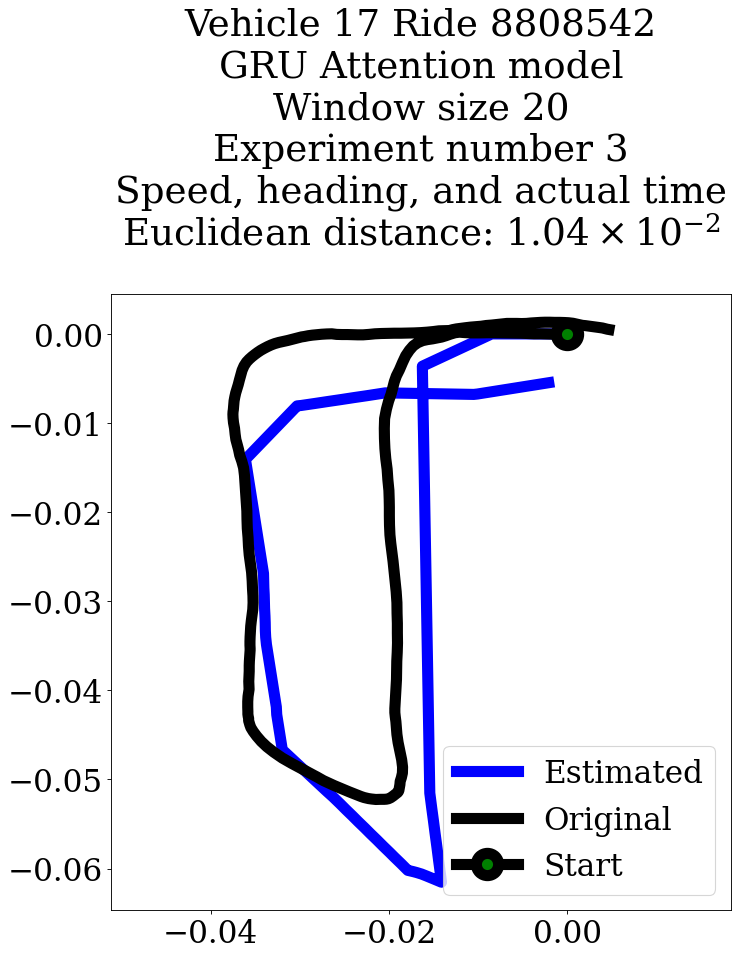 Vehicle 17 Ride 8808542
GRU Attention model
Window size 20
Experiment number 3
Speed, heading, and actual time
Euclidean distance: 1.04 × 10⁻²
0.00
−0.01
−0.02
−0.03
−0.04
−0.05
−0.06
Estimated
Original
Start
−0.04
−0.02
0.00